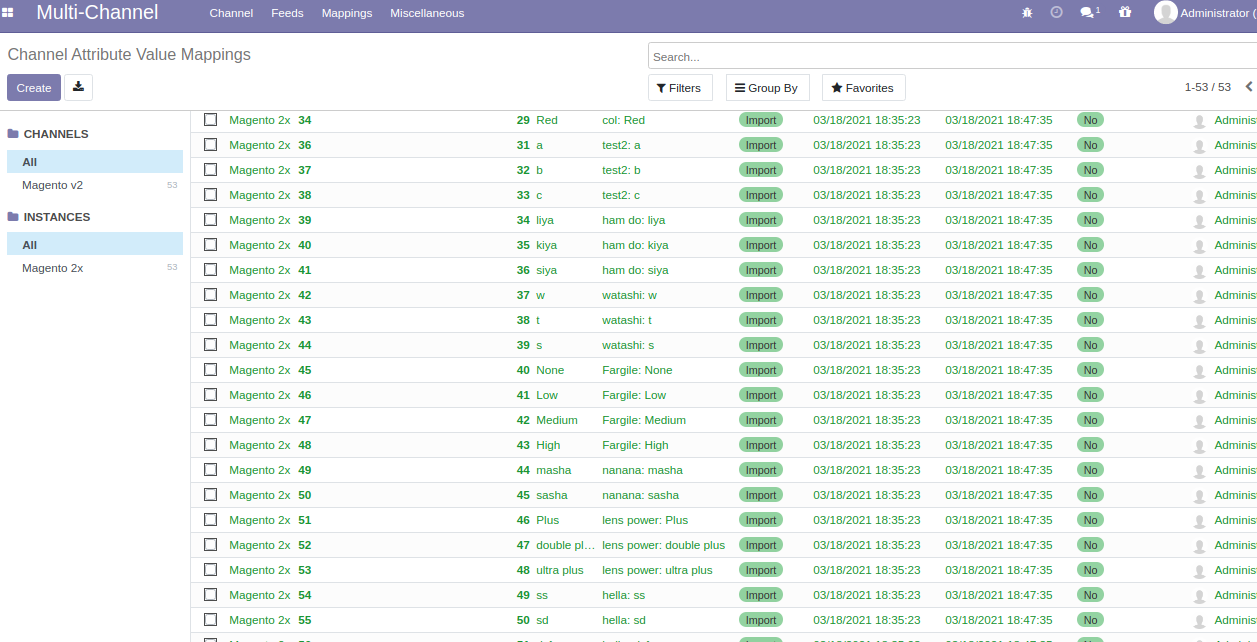 Multi-Channel Channel Feeds Mappings Miscellaneous 1 Administrator (
Channel Attribute Value Mappings
Search...
Create
Filters Group By Favorites 1-53 / 53
CHANNELS
All
Magento v2 53
INSTANCES
All
Magento 2x 53
Magento 2x 34 29 Red col: Red Import 03/18/2021 18:35:23 03/18/2021 18:47:35 No Adminis
Magento 2x 36 31 a test2: a Import 03/18/2021 18:35:23 03/18/2021 18:47:35 No Adminis
Magento 2x 37 32 b test2: b Import 03/18/2021 18:35:23 03/18/2021 18:47:35 No Adminis
Magento 2x 38 33 c test2: c Import 03/18/2021 18:35:23 03/18/2021 18:47:35 No Adminis
Magento 2x 39 34 liya ham do: liya Import 03/18/2021 18:35:23 03/18/2021 18:47:35 No Adminis
Magento 2x 40 35 kiya ham do: kiya Import 03/18/2021 18:35:23 03/18/2021 18:47:35 No Adminis
Magento 2x 41 36 siya ham do: siya Import 03/18/2021 18:35:23 03/18/2021 18:47:35 No Adminis
Magento 2x 42 37 w watashi: w Import 03/18/2021 18:35:23 03/18/2021 18:47:35 No Adminis
Magento 2x 43 38 t watashi: t Import 03/18/2021 18:35:23 03/18/2021 18:47:35 No Adminis
Magento 2x 44 39 s watashi: s Import 03/18/2021 18:35:23 03/18/2021 18:47:35 No Adminis
Magento 2x 45 40 None Fargile: None Import 03/18/2021 18:35:23 03/18/2021 18:47:35 No Adminis
Magento 2x 46 41 Low Fargile: Low Import 03/18/2021 18:35:23 03/18/2021 18:47:35 No Adminis
Magento 2x 47 42 Medium Fargile: Medium Import 03/18/2021 18:35:23 03/18/2021 18:47:35 No Adminis
Magento 2x 48 43 High Fargile: High Import 03/18/2021 18:35:23 03/18/2021 18:47:35 No Adminis
Magento 2x 49 44 masha nanana: masha Import 03/18/2021 18:35:23 03/18/2021 18:47:35 No Adminis
Magento 2x 50 45 sasha nanana: sasha Import 03/18/2021 18:35:23 03/18/2021 18:47:35 No Adminis
Magento 2x 51 46 Plus lens power: Plus Import 03/18/2021 18:35:23 03/18/2021 18:47:35 No Adminis
Magento 2x 52 47 double pl... lens power: double plus Import 03/18/2021 18:35:23 03/18/2021 18:47:35 No Adminis
Magento 2x 53 48 ultra plus lens power: ultra plus Import 03/18/2021 18:35:23 03/18/2021 18:47:35 No Adminis
Magento 2x 54 49 ss hella: ss Import 03/18/2021 18:35:23 03/18/2021 18:47:35 No Adminis
Magento 2x 55 50 sd hella: sd Import 03/18/2021 18:35:23 03/18/2021 18:47:35 No Adminis